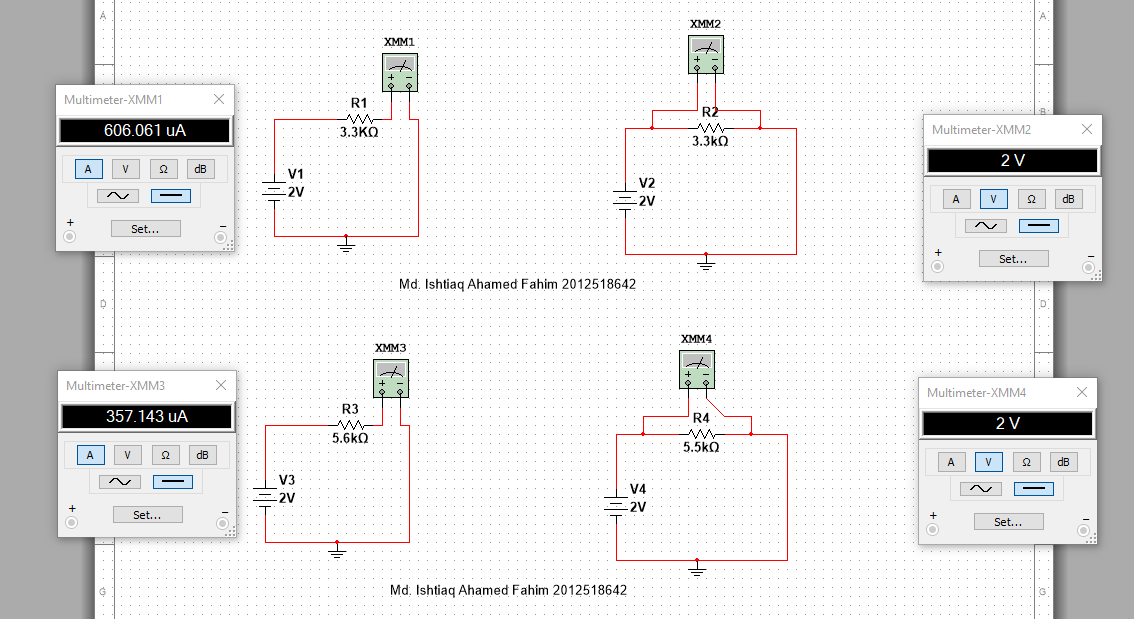 A
A
XMM2
XMM1
Multimeter-XMM1
606.061 uA
A V Ω dB
+ −
Set...
R1
3.3KΩ
V1
2V
+ −
B
B
R2
3.3kΩ
V2
2V
+ −
Multimeter-XMM2
2 V
A V Ω dB
+ −
Set...
Md. Ishtiaq Ahamed Fahim 2012518642
D
D
XMM4
XMM3
Multimeter-XMM3
357.143 uA
A V Ω dB
+ −
Set...
R3
5.6kΩ
V3
2V
+ −
R4
5.5kΩ
V4
2V
+ −
Multimeter-XMM4
2 V
A V Ω dB
+ −
Set...
Md. Ishtiaq Ahamed Fahim 2012518642
G
G